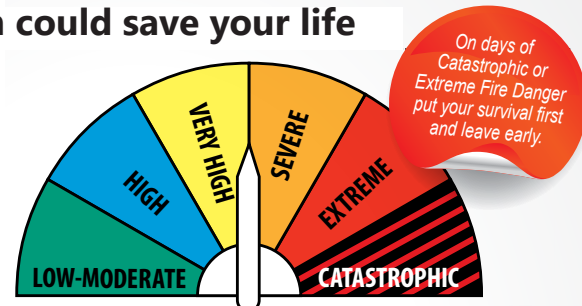 could save your life
On days of
Catastrophic or
Extreme Fire Danger
put your survival first
and leave early.
LOW-MODERATE
HIGH
VERY HIGH
SEVERE
EXTREME
CATASTROPHIC